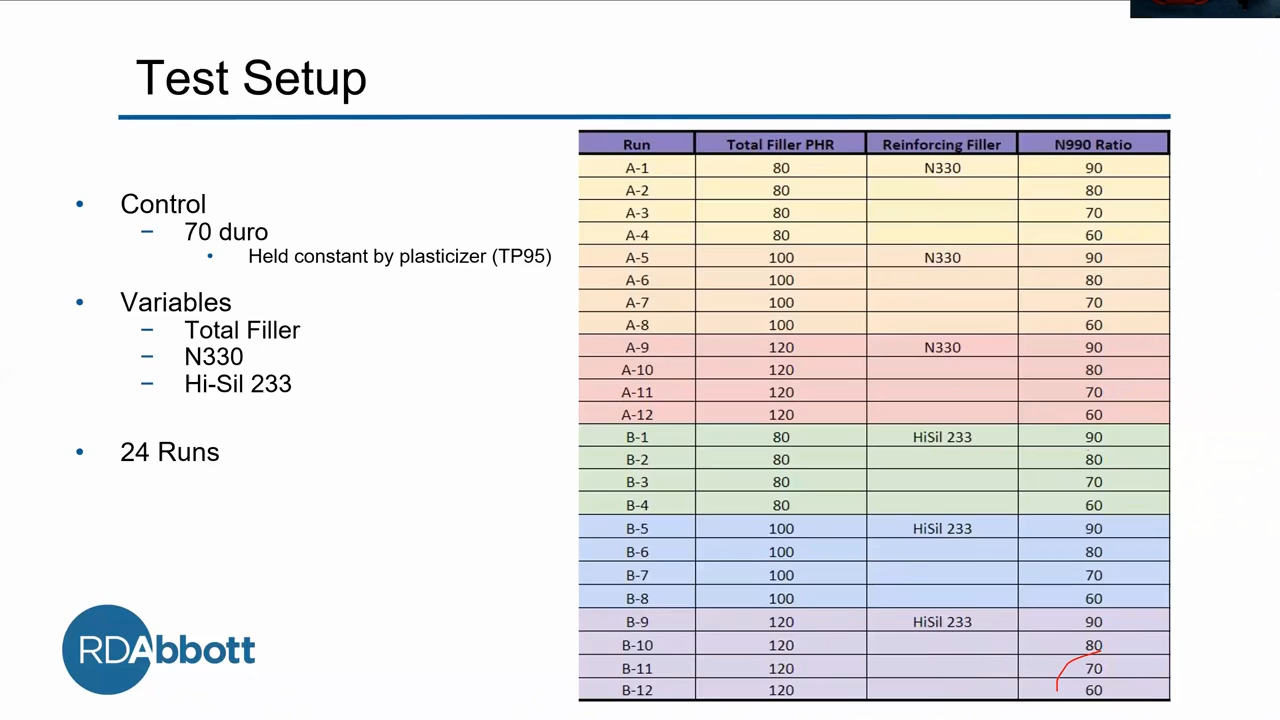 Test Setup
• Control
– 70 duro
• Held constant by plasticizer (TP95)
• Variables
– Total Filler
– N330
– Hi-Sil 233
• 24 Runs
Run Total Filler PHR Reinforcing Filler N990 Ratio
A-1 80 N330 90
A-2 80 80
A-3 80 70
A-4 80 60
A-5 100 N330 90
A-6 100 80
A-7 100 70
A-8 100 60
A-9 120 N330 90
A-10 120 80
A-11 120 70
A-12 120 60
B-1 80 HiSil 233 90
B-2 80 80
B-3 80 70
B-4 80 60
B-5 100 HiSil 233 90
B-6 100 80
B-7 100 70
B-8 100 60
B-9 120 HiSil 233 90
B-10 120 80
B-11 120 70
B-12 120 60
RDAbbott